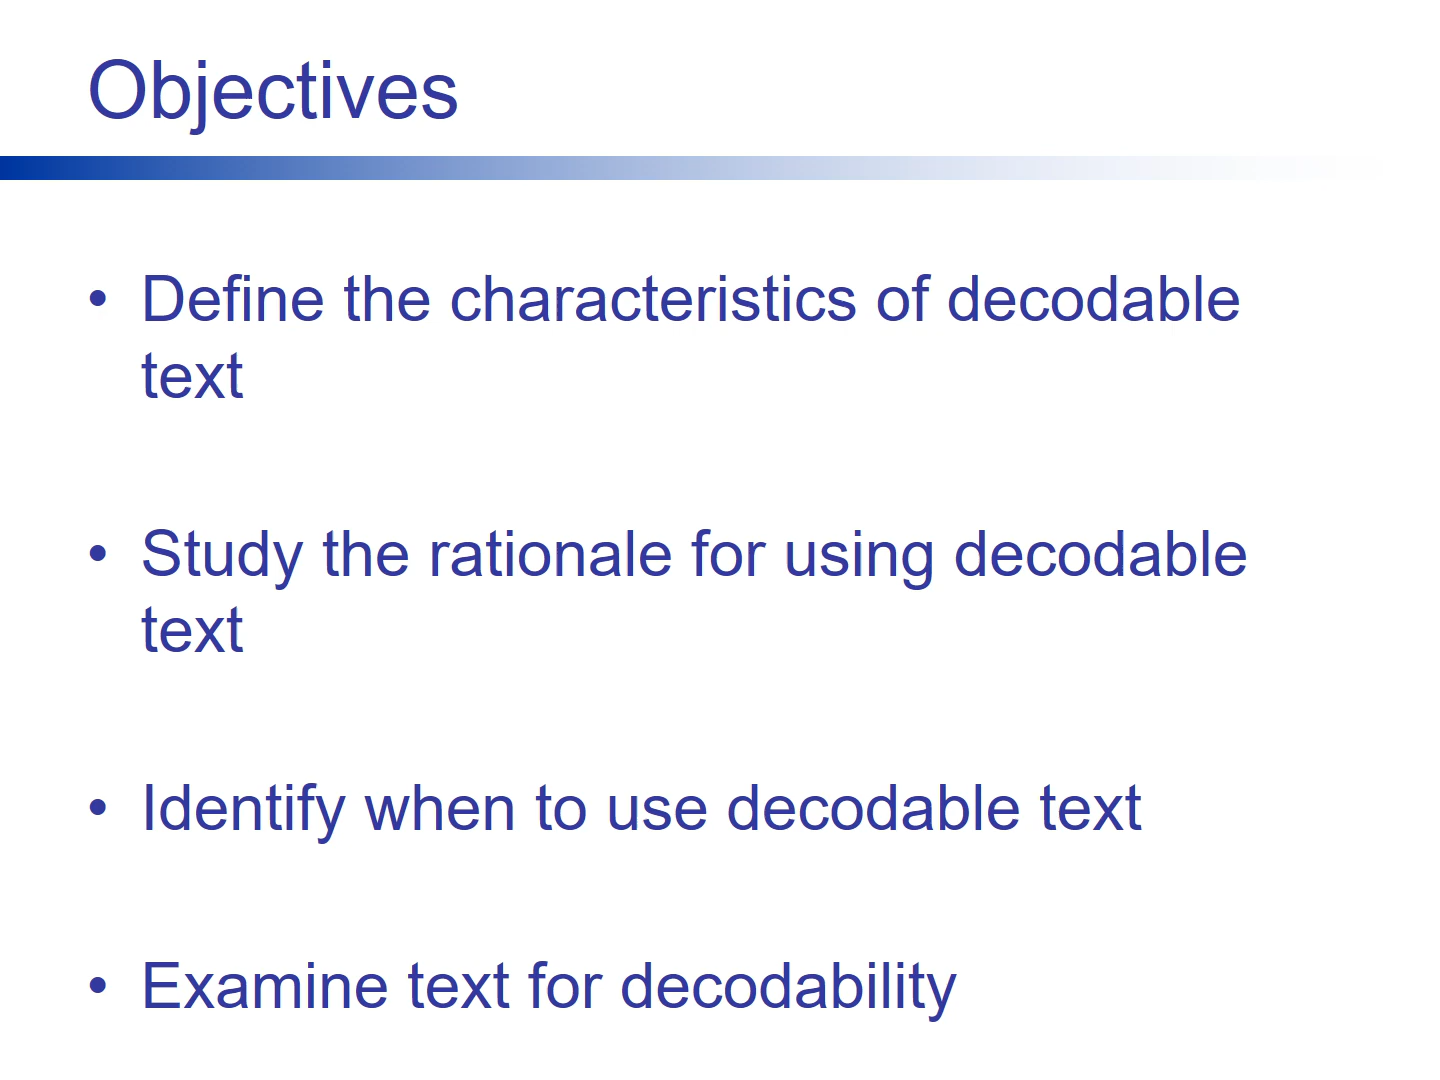 Objectives
• Define the characteristics of decodable
text
• Study the rationale for using decodable
text
• Identify when to use decodable text
• Examine text for decodability